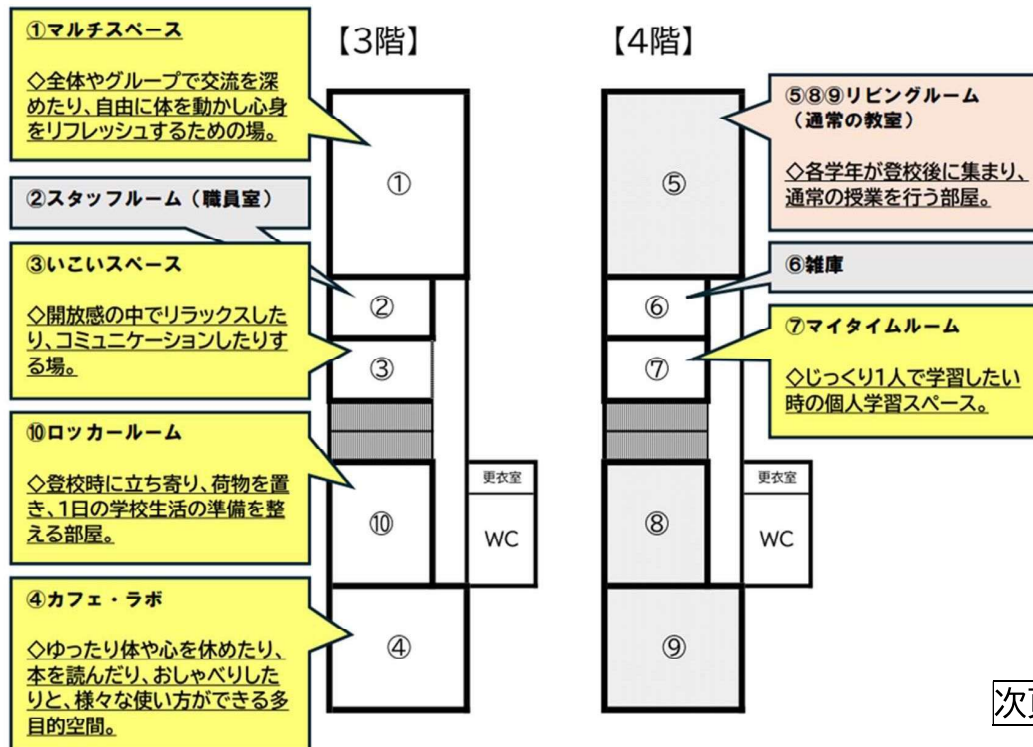 ①マルチスペース
◇全体やグループで交流を深
めたり、自由に体を動かし心身
をリフレッシュするための場。
②スタッフルーム（職員室）
③いこいスペース
◇開放感の中でリラックスした
り、コミュニケーションしたりす
る場。
⑩ロッカールーム
◇登校時に立ち寄り、荷物を置
き、1日の学校生活の準備を整
える部屋。
④カフェ・ラボ
◇ゆったり体や心を休めたり、
本を読んだり、おしゃべりした
りと、様々な使い方ができる多
目的空間。
【3階】
①
②
③
⑩
更衣室
WC
④
【4階】
⑤
⑥
⑦
⑧
更衣室
WC
⑨
⑤⑧⑨リビングルーム
（通常の教室）
◇各学年が登校後に集まり、
通常の授業を行う部屋。
⑥雑庫
⑦マイタイムルーム
◇じっくり1人で学習したい
時の個人学習スペース。
次